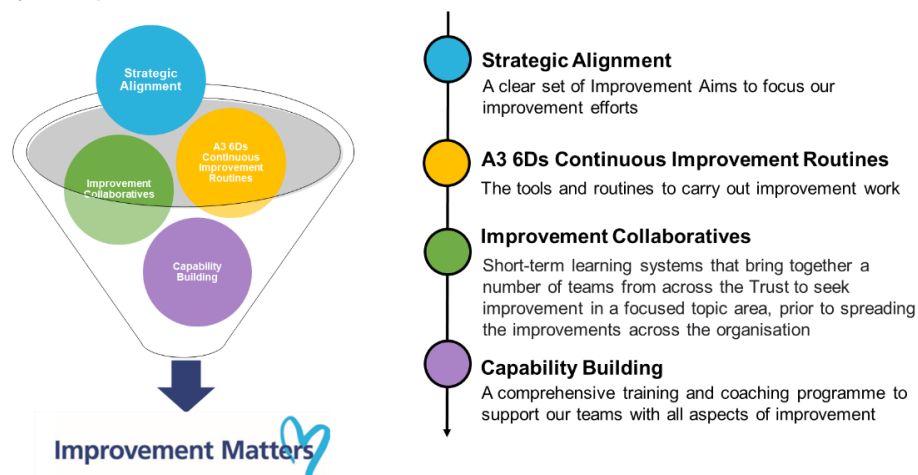 Strategic
Alignment
A3 6Ds
Continuous
Improvement
Routines
Improvement
Collaboratives
Capability
Building
Improvement Matters
Strategic Alignment
A clear set of Improvement Aims to focus our
improvement efforts
A3 6Ds Continuous Improvement Routines
The tools and routines to carry out improvement work
Improvement Collaboratives
Short-term learning systems that bring together a
number of teams from across the Trust to seek
improvement in a focused topic area, prior to spreading
the improvements across the organisation
Capability Building
A comprehensive training and coaching programme to
support our teams with all aspects of improvement